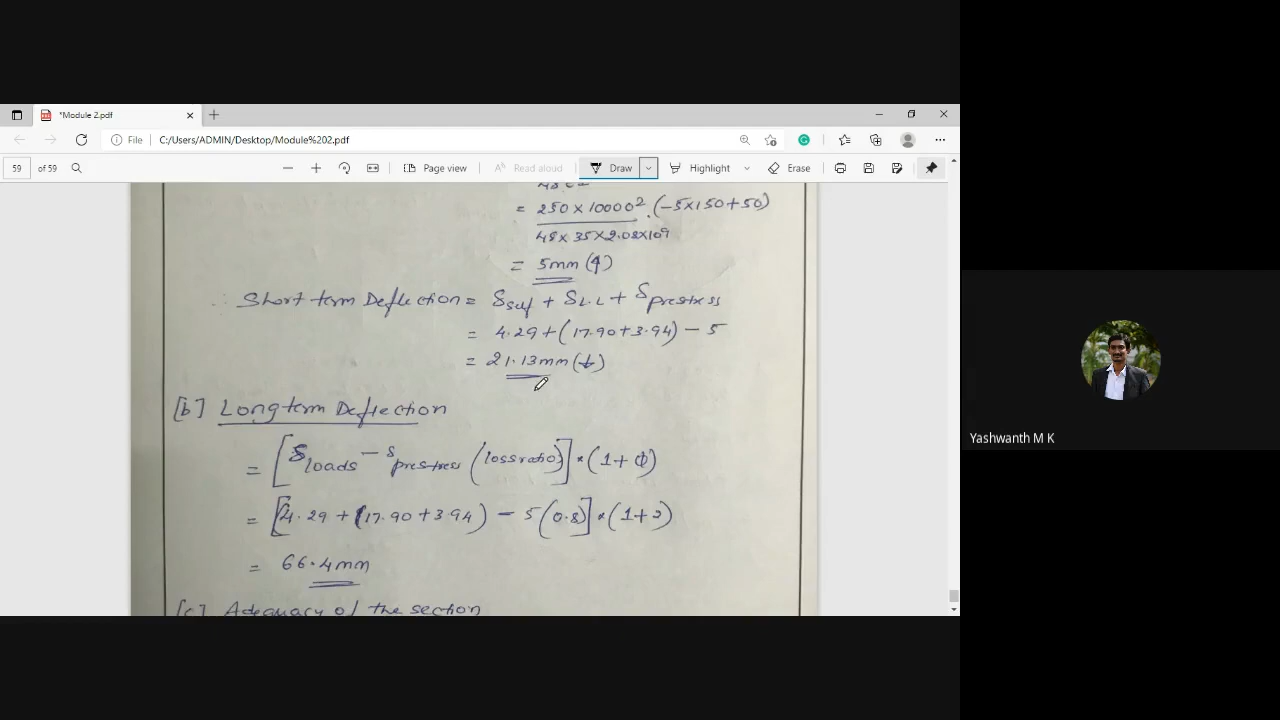 *Module 2.pdf
File C:/Users/ADMIN/Desktop/Module%202.pdf
59 of 59 Page view Read aloud Draw Highlight Erase
= 250 × 10000² . (-5×150+50)
48 × 35 × 2.08×10⁹
= 5mm (↑)
∴ Short term Deflection = δself + δL.L + δprestress
= 4.29 + (17.90+3.94) - 5
= 21.13mm (↓)
[b] Longterm Deflection
= [δloads - δprestress (loss ratio)] * (1+ϕ)
= [4.29 + (17.90+3.94) - 5(0.8)] * (1+2)
= 66.4mm
[c] Adequacy of the section
Yashwanth M K